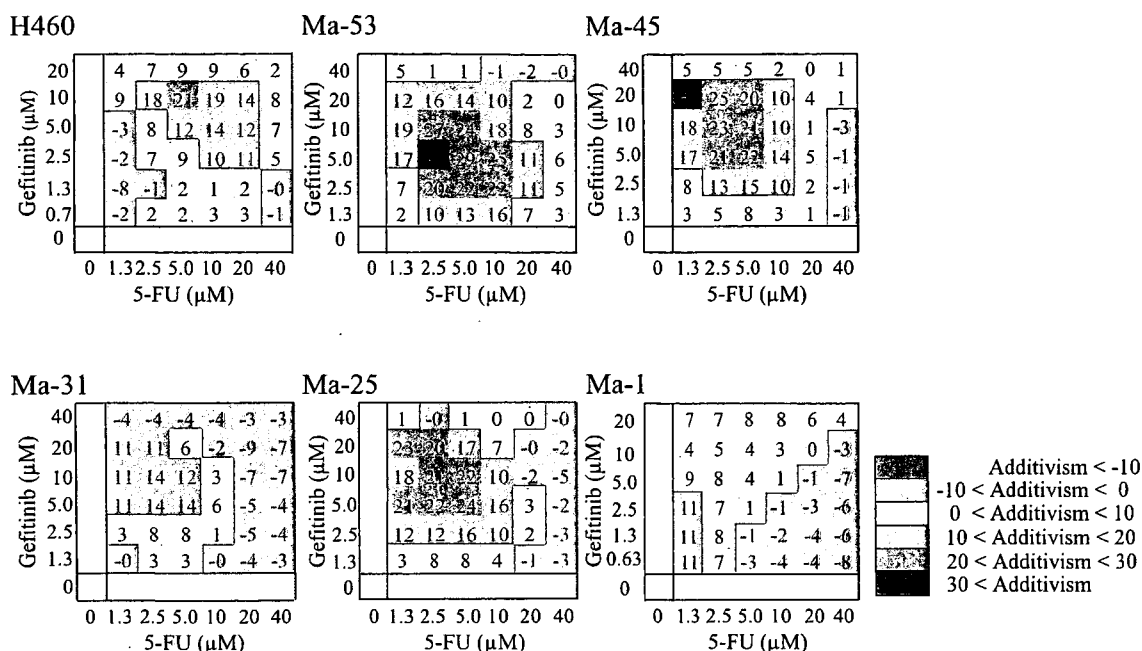 H460
Gefitinib (µM)
20 4 7 9 9 6 2
10 9 18 21 19 14 8
5.0 -3 8 12 14 12 7
2.5 -2 7 9 10 11 5
1.3 -8 -1 2 1 2 -0
0.7 -2 2 2 3 3 -1
0
0 1.3 2.5 5.0 10 20 40
5-FU (µM)
Ma-53
Gefitinib (µM)
40 5 1 1 -1 -2 -0
20 12 16 14 10 2 0
10 19 18 8 3
5.0 17 29 25 11 6
2.5 7 20 11 5
1.3 2 10 13 16 7 3
0
0 1.3 2.5 5.0 10 20 40
5-FU (µM)
Ma-45
Gefitinib (µM)
40 5 5 5 2 0 1
20 25 20 10 4 1
10 18 23 21 10 1 -3
5.0 17 21 22 14 5 -1
2.5 8 13 15 10 2 -1
1.3 3 5 8 3 1 -1
0
0 1.3 2.5 5.0 10 20 40
5-FU (µM)
Ma-31
Gefitinib (µM)
40 -4 -4 -4 -4 -3 -3
20 11 11 6 -2 -9 -7
10 11 14 12 3 -7 -7
5.0 11 14 14 6 -5 -4
2.5 3 8 8 1 -5 -4
1.3 -0 3 3 -0 -4 -3
0
0 1.3 2.5 5.0 10 20 40
5-FU (µM)
Ma-25
Gefitinib (µM)
40 1 -0 1 0 0 -0
20 23 20 17 7 -0 -2
10 18 22 10 -2 -5
5.0 21 22 24 16 3 -2
2.5 12 12 16 10 2 -3
1.3 3 8 8 4 -1 -3
0
0 1.3 2.5 5.0 10 20 40
5-FU (µM)
Ma-1
Gefitinib (µM)
20 7 7 8 8 6 4
10 4 5 4 3 0 -3
5.0 9 8 4 1 -1 -7
2.5 11 7 1 -1 -3 -6
1.3 11 8 -1 -2 -4 -6
0.63 11 7 -3 -4 -4 -8
0
0 1.3 2.5 5.0 10 20 40
5-FU (µM)
Additivism < -10
-10 < Additivism < 0
0 < Additivism < 10
10 < Additivism < 20
20 < Additivism < 30
30 < Additivism